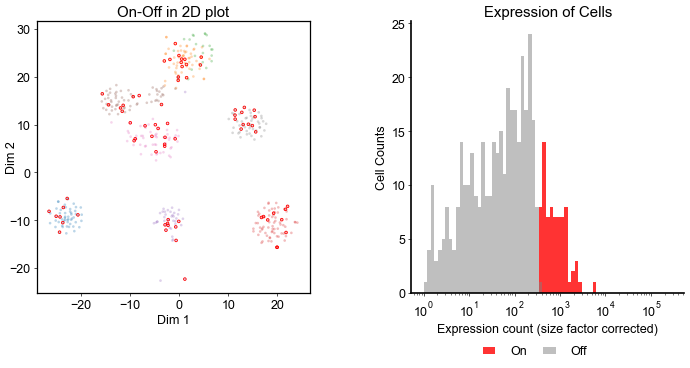 On-Off in 2D plot
30
20
10
0
−10
−20
Dim 2
−20 −10 0 10 20
Dim 1
Expression of Cells
25
20
15
10
5
0
Cell Counts
10^0 10^1 10^2 10^3 10^4 10^5
Expression count (size factor corrected)
On Off